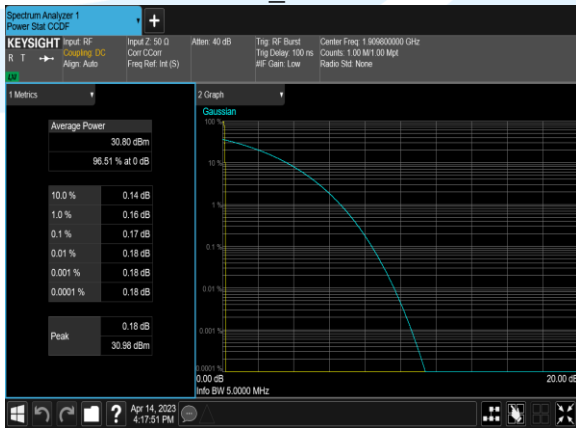 Spectrum Analyzer 1
Power Stat CCDF
KEYSIGHT
R T
Input: RF
Coupling: DC
Align: Auto
Input Z: 50 Ω
Corr CCorr
Freq Ref: Int (S)
Atten: 40 dB
Trig: RF Burst
Trig Delay: 100 ns
#IF Gain: Low
Center Freq: 1.909800000 GHz
Counts: 1.00 M/1.00 Mpt
Radio Std: None
1 Metrics
Average Power
30.80 dBm
96.51 % at 0 dB
10.0 % 0.14 dB
1.0 % 0.16 dB
0.1 % 0.17 dB
0.01 % 0.18 dB
0.001 % 0.18 dB
0.0001 % 0.18 dB
Peak
0.18 dB
30.98 dBm
2 Graph
Gaussian
100 %
10 %
1 %
0.1 %
0.01 %
0.001 %
0.0001 %
0.00 dB
20.00 dB
Info BW 5.0000 MHz
?
Apr 14, 2023
4:17:51 PM